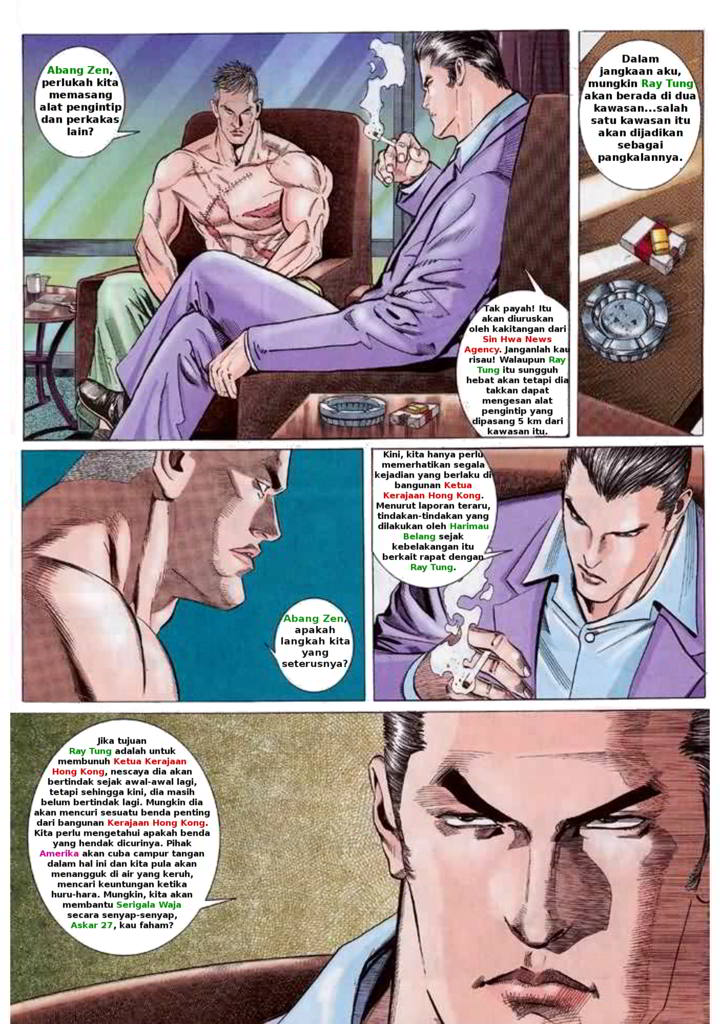 Abang Zen,
perlukah kita
memasang
alat pengintip
dan perkakas
lain?
Tak payah! Itu
akan diuruskan
oleh kakitangan dari
Sin Hwa News
Agency. Janganlah kau
risau! Walaupun Ray
Tung itu sungguh
hebat akan tetapi dia
takkan dapat
mengesan alat
pengintip yang
dipasang 5 km dari
kawasan itu.
Dalam
jangkaan aku,
mungkin Ray Tung
akan berada di dua
kawasan...salah
satu kawasan itu
akan dijadikan
sebagai
pangkalannya.
Abang Zen,
apakah
langkah kita
yang
seterusnya?
Kini, kita hanya perlu
memerhatikan segala
kejadian yang berlaku di
bangunan Ketua
Kerajaan Hong Kong.
Menurut laporan teraru,
tindakan-tindakan yang
dilakukan oleh Harimau
Belang sejak
kebelakangan itu
berkait rapat dengan
Ray Tung.
Jika tujuan
Ray Tung adalah untuk
membunuh Ketua Kerajaan
Hong Kong, nescaya dia akan
bertindak sejak awal-awal lagi,
tetapi sehingga kini, dia masih
belum bertindak lagi. Mungkin dia
akan mencuri sesuatu benda penting
dari bangunan Kerajaan Hong Kong.
Kita perlu mengetahui apakah benda
yang hendak dicurinya. Pihak
Amerika akan cuba campur tangan
dalam hal ini dan kita pula akan
menangguk di air yang keruh,
mencari keuntungan ketika
huru-hara. Mungkin, kita akan
membantu Serigala Waja
secara senyap-senyap,
Askar 27, kau faham?